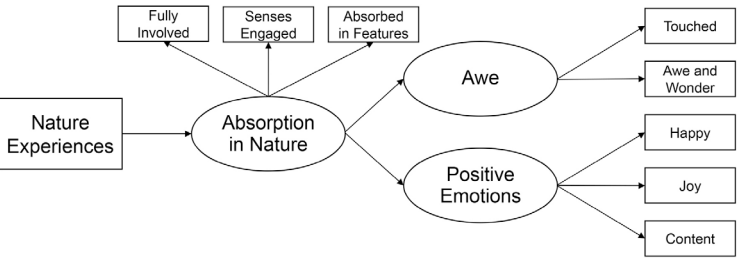 Fully
Involved
Senses
Engaged
Absorbed
in Features
Nature
Experiences
Absorption
in Nature
Awe
Positive
Emotions
Touched
Awe and
Wonder
Happy
Joy
Content